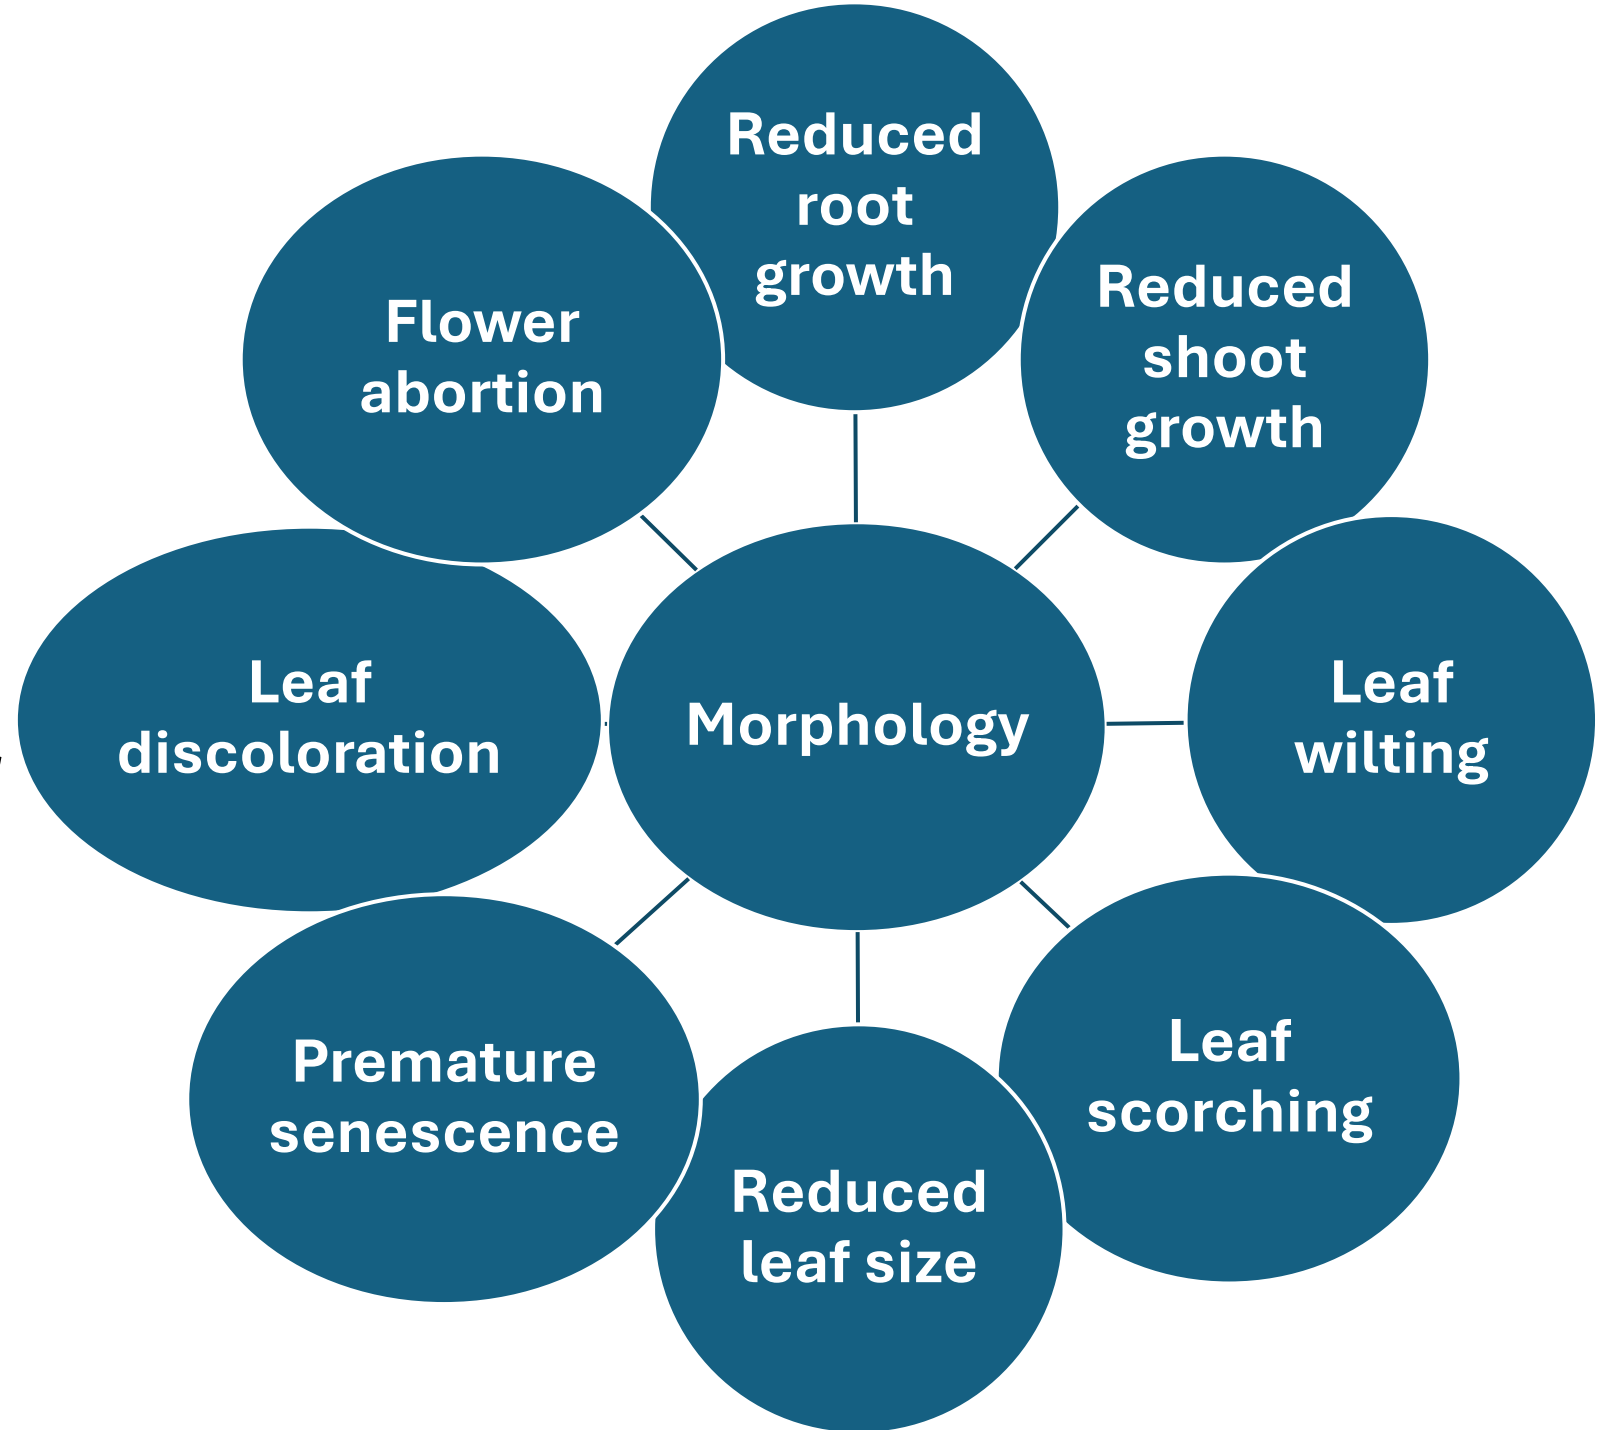 Reduced
root
growth
Reduced
shoot
growth
Leaf
wilting
Leaf
scorching
Reduced
leaf size
Premature
senescence
Leaf
discoloration
Flower
abortion
Morphology